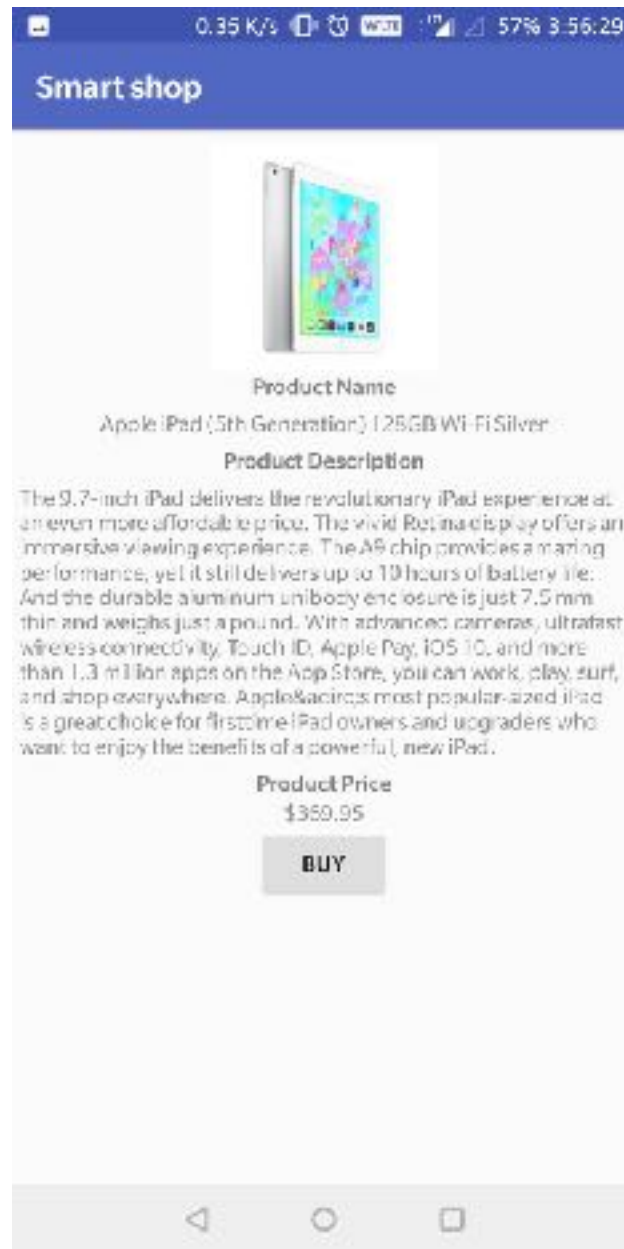 0.35 K/s 57% 3:56:29
Smart shop
Product Name
Apple iPad (5th Generation) 128GB Wi-Fi Silver
Product Description
The 9.7-inch iPad delivers the revolutionary iPad experience at
an even more affordable price. The vivid Retina display offers an
immersive viewing experience. The A9 chip provides amazing
performance, yet it still delivers up to 10 hours of battery life.
And the durable aluminum unibody enclosure is just 7.5 mm
thin and weighs just a pound. With advanced cameras, ultrafast
wireless connectivity, Touch ID, Apple Pay, iOS 10, and more
than 1.3 million apps on the App Store, you can work, play, surf,
and shop everywhere. Apple&acirc;s most popular-sized iPad
is a great choice for firsttime iPad owners and upgraders who
want to enjoy the benefits of a powerful, new iPad.
Product Price
$359.95
BUY